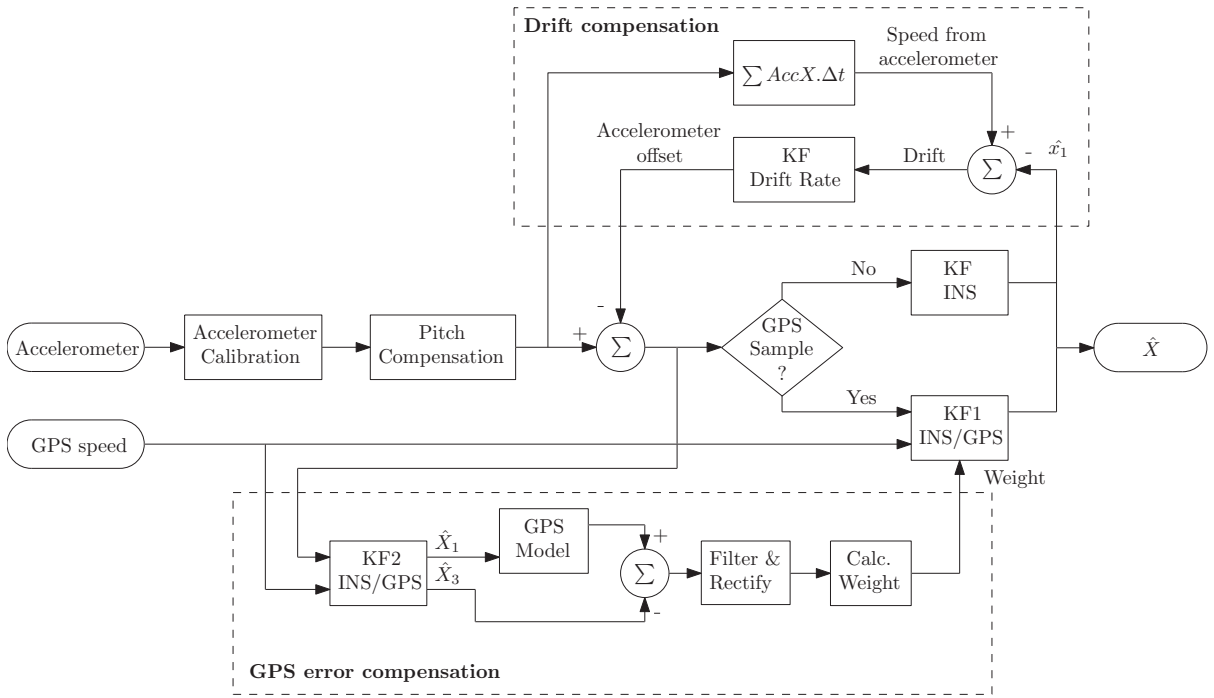 Drift compensation
Speed from
accelerometer
∑ AccX.Δt
+
-
x̂₁
Accelerometer
offset
KF
Drift Rate
Drift
∑
No
KF
INS
-
+
∑
GPS
Sample
?
Accelerometer
Accelerometer
Calibration
Pitch
Compensation
X̂
Yes
KF1
INS/GPS
GPS speed
Weight
KF2
INS/GPS
X̂₁
X̂₃
GPS
Model
+
∑
-
Filter &
Rectify
Calc.
Weight
GPS error compensation